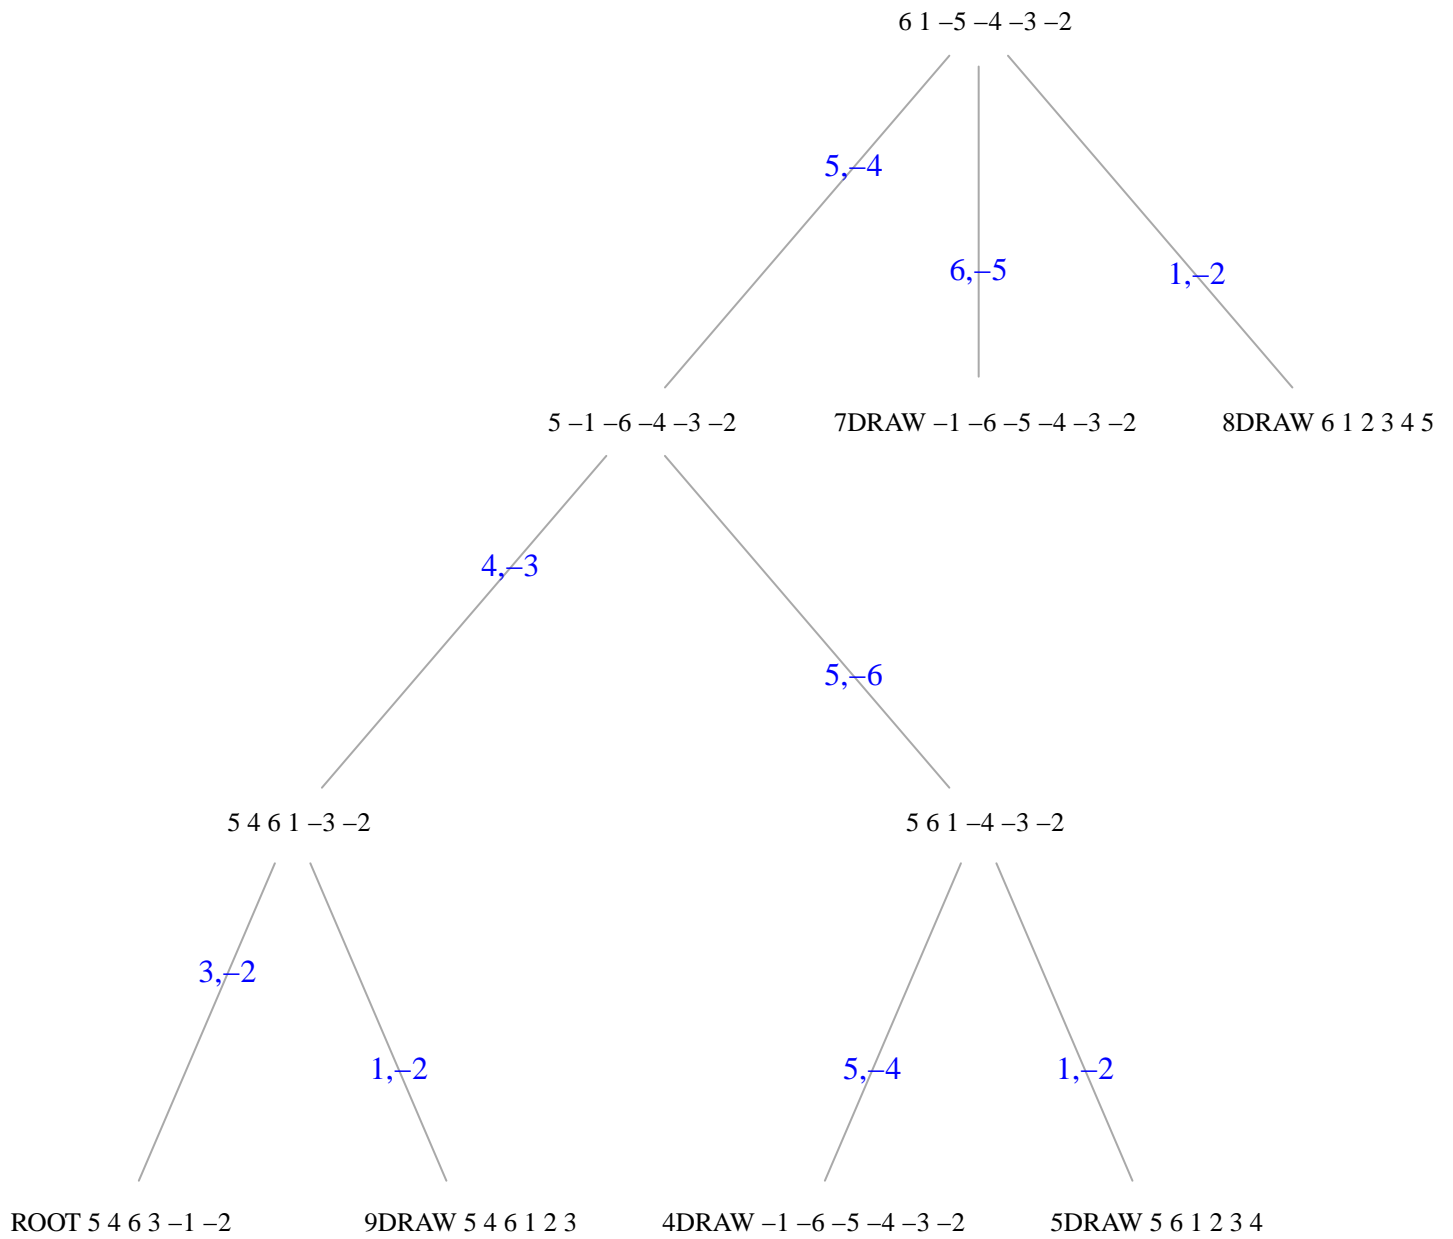 6 1 –5 –4 –3 –2
5,–4
6,–5
1,–2
5 –1 –6 –4 –3 –2
7DRAW –1 –6 –5 –4 –3 –2
8DRAW 6 1 2 3 4 5
4,–3
5,–6
5 4 6 1 –3 –2
5 6 1 –4 –3 –2
3,–2
1,–2
5,–4
1,–2
ROOT 5 4 6 3 –1 –2
9DRAW 5 4 6 1 2 3
4DRAW –1 –6 –5 –4 –3 –2
5DRAW 5 6 1 2 3 4